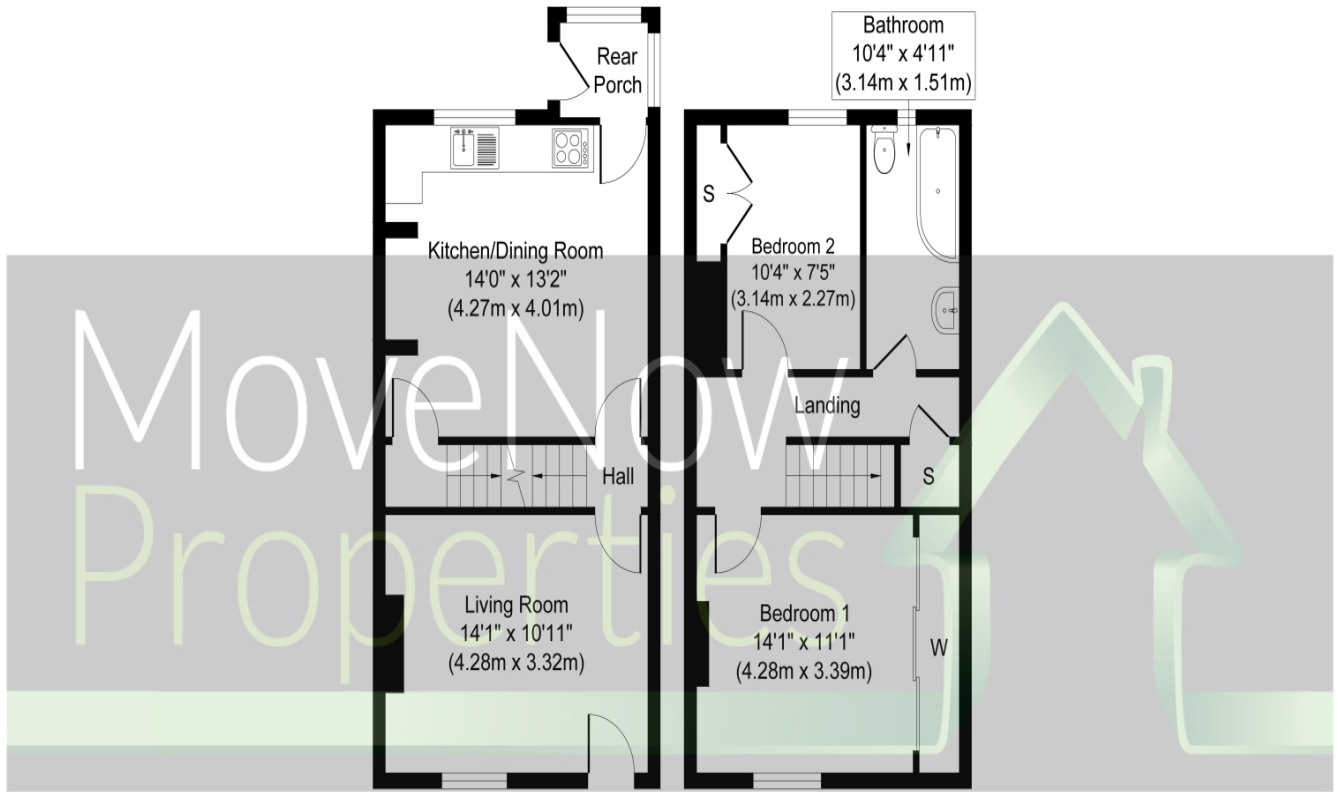 Rear
Porch
Kitchen/Dining Room
14'0" x 13'2"
(4.27m x 4.01m)
Hall
Living Room
14'1" x 10'11"
(4.28m x 3.32m)
Bathroom
10'4" x 4'11"
(3.14m x 1.51m)
S
Bedroom 2
10'4" x 7'5"
(3.14m x 2.27m)
Landing
S
Bedroom 1
14'1" x 11'1"
(4.28m x 3.39m)
W
MoveNow
Properties